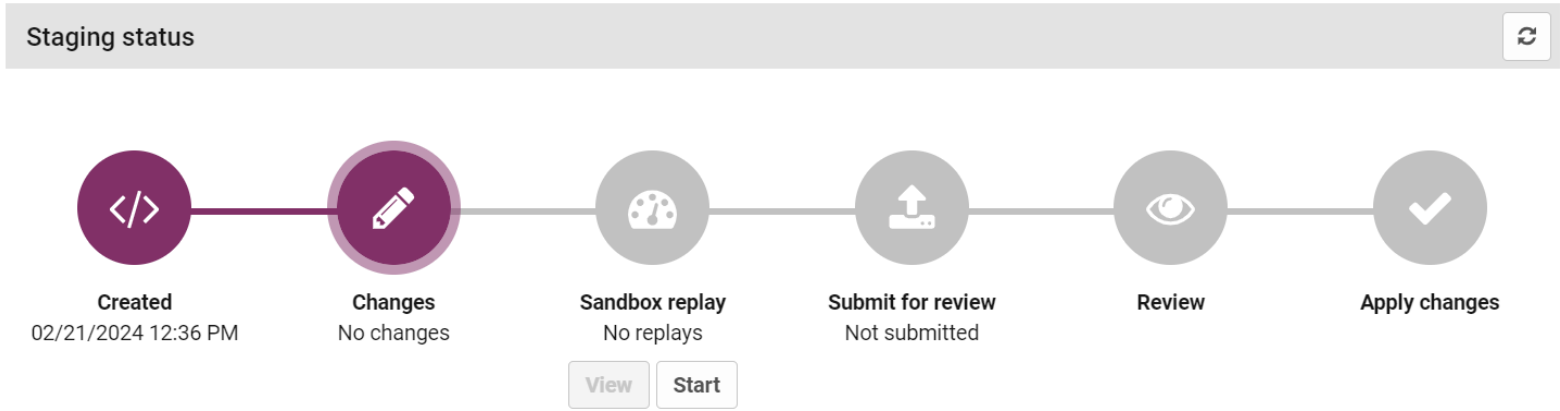 Staging status
Created
02/21/2024 12:36 PM
Changes
No changes
Sandbox replay
No replays
View
Start
Submit for review
Not submitted
Review
Apply changes